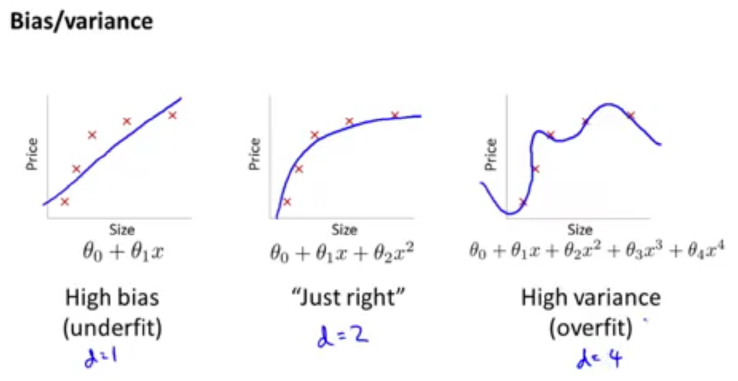 Bias/variance
Price
Size
θ₀ + θ₁x
High bias
(underfit)
d=1
Price
Size
θ₀ + θ₁x + θ₂x²
“Just right”
d=2
Price
Size
θ₀ + θ₁x + θ₂x² + θ₃x³ + θ₄x⁴
High variance
(overfit)
d=4